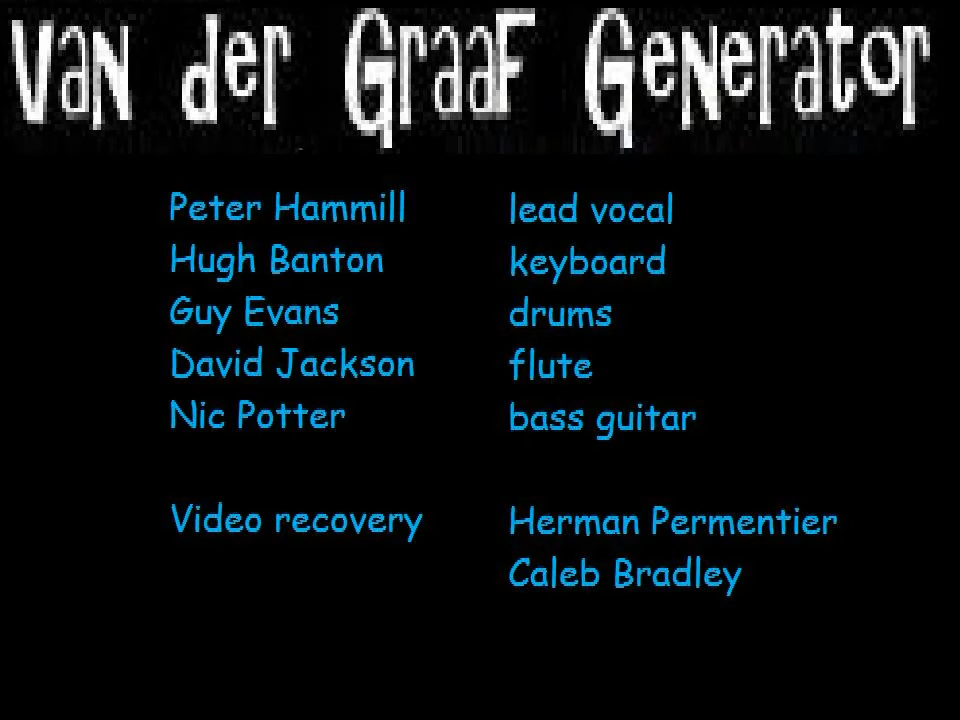 Van der Graaf Generator
Peter Hammill lead vocal
Hugh Banton keyboard
Guy Evans drums
David Jackson flute
Nic Potter bass guitar
Video recovery Herman Permentier
Caleb Bradley